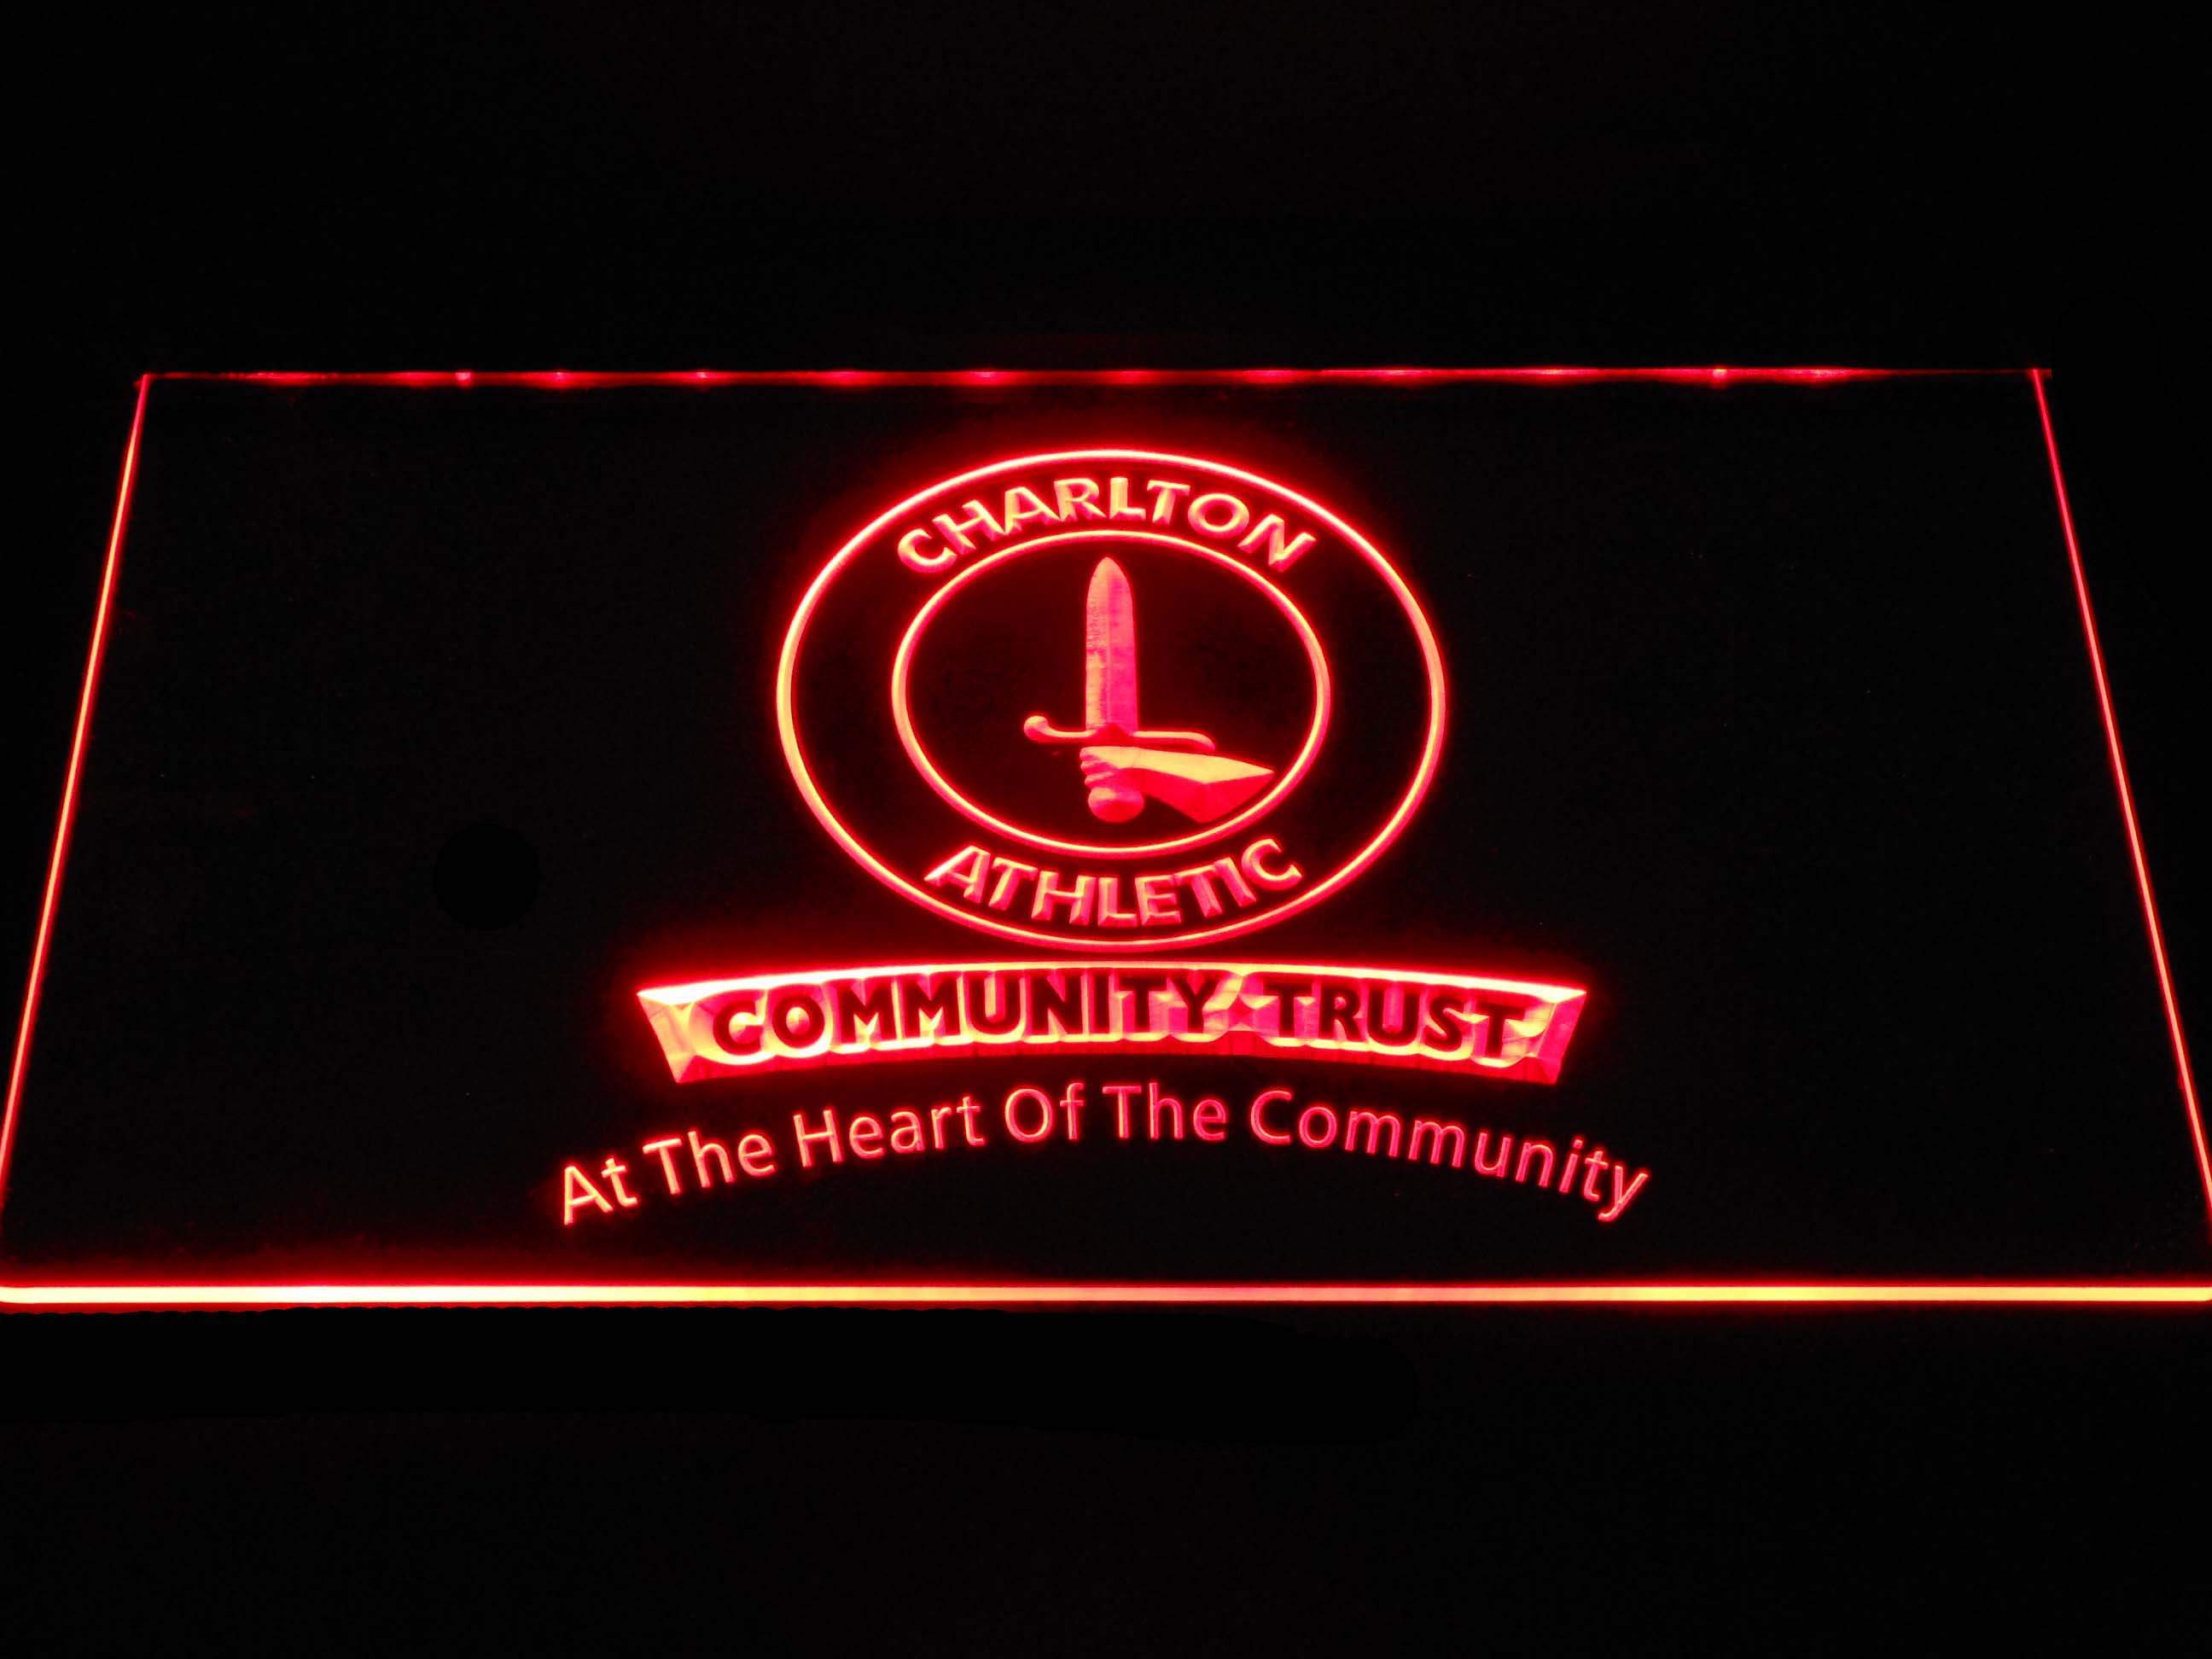 CHARLTON
ATHLETIC
COMMUNITY TRUST
At The Heart Of The Community